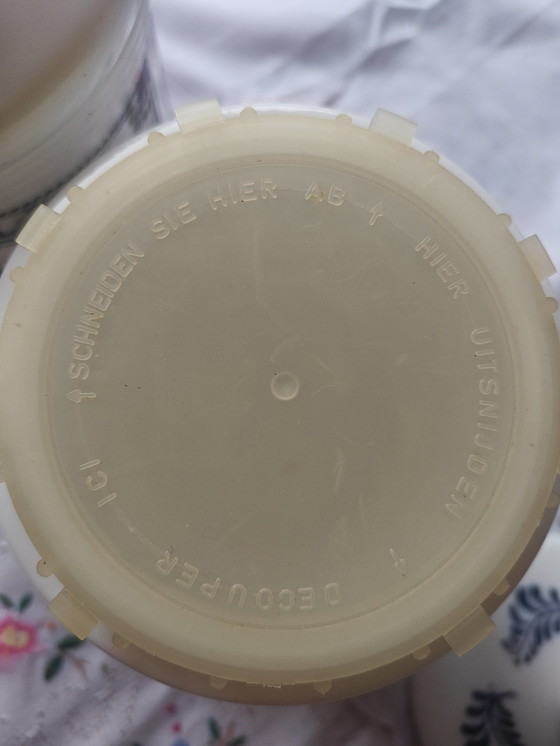 SCHNEIDEN SIE HIER AB
HIER UITSNIJDEN
DECOUPER ICI